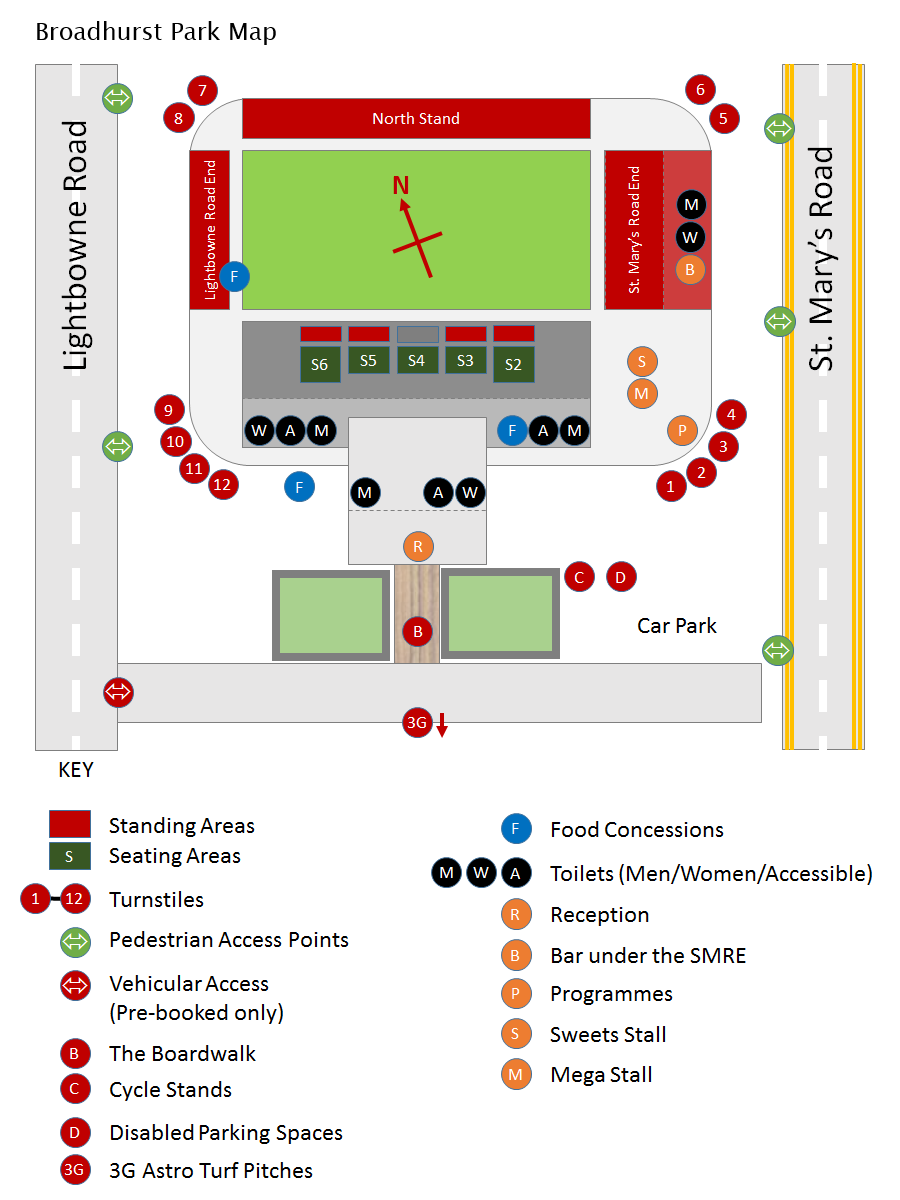 Broadhurst Park Map
7
8
6
5
North Stand
Lightbowne Road
Lightbowne Road End
N
St. Mary's Road End
St. Mary's Road
M
W
B
F
S6
S5
S4
S3
S2
S
M
W
A
M
F
A
M
P
9
10
11
12
4
3
2
1
F
M
A
W
R
C
D
B
Car Park
3G
KEY
Standing Areas
S
Seating Areas
1
12
Turnstiles
Pedestrian Access Points
Vehicular Access
(Pre-booked only)
B
The Boardwalk
C
Cycle Stands
D
Disabled Parking Spaces
3G
3G Astro Turf Pitches
F
Food Concessions
M
W
A
Toilets (Men/Women/Accessible)
R
Reception
B
Bar under the SMRE
P
Programmes
S
Sweets Stall
M
Mega Stall